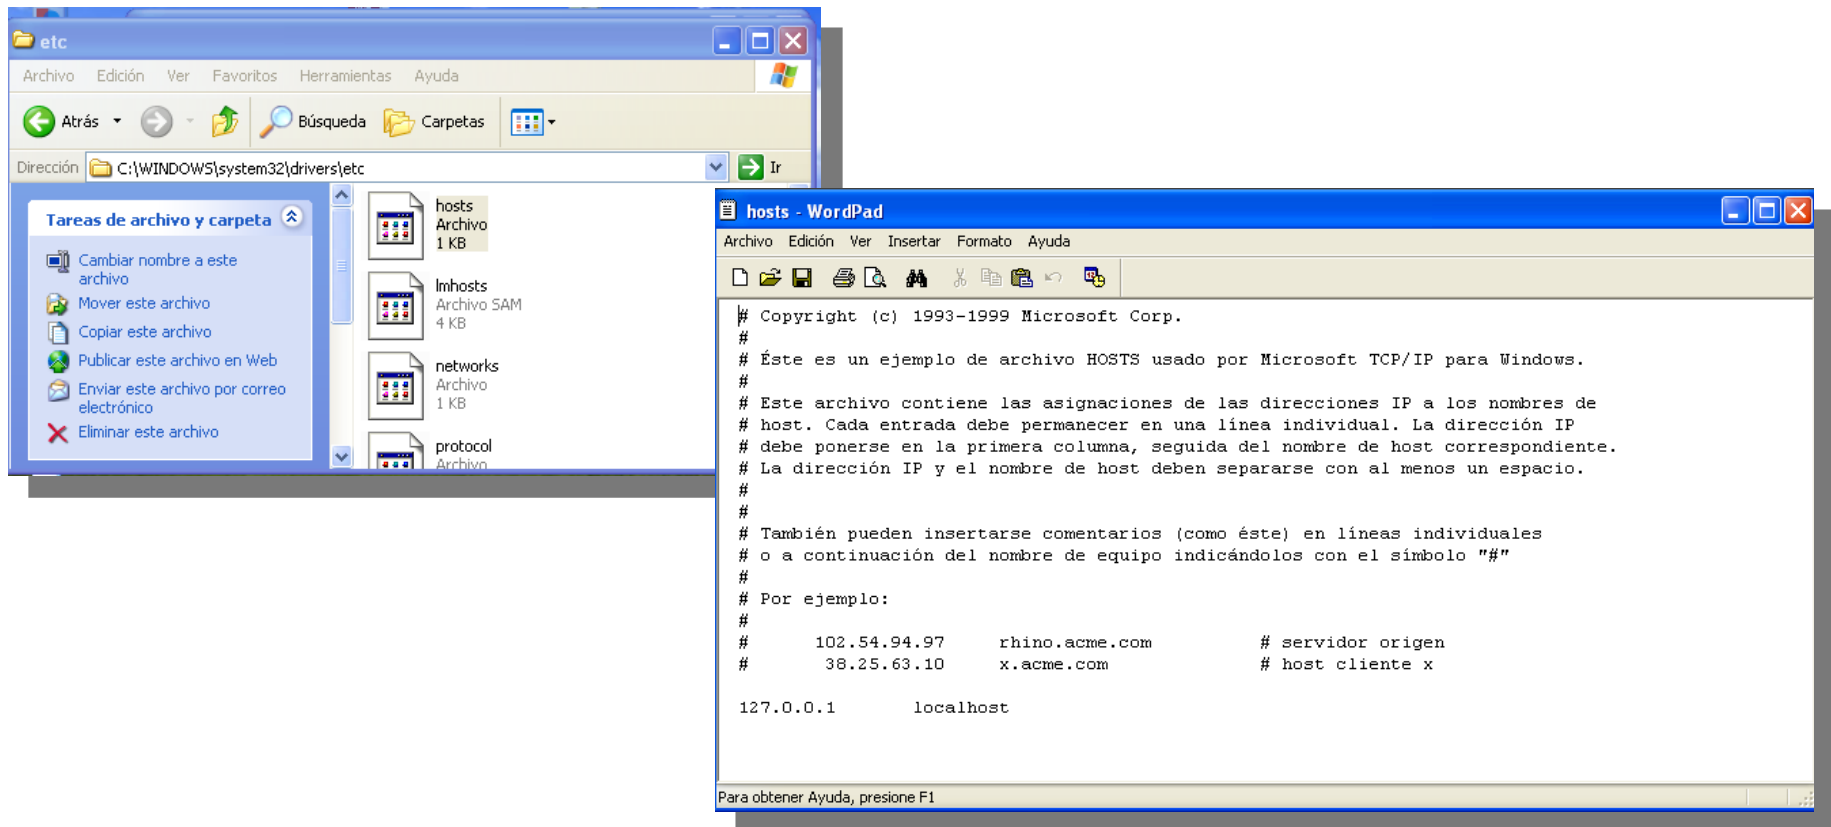 etc
Archivo Edición Ver Favoritos Herramientas Ayuda
Atrás Búsqueda Carpetas
Dirección C:\WINDOWS\system32\drivers\etc Ir
Tareas de archivo y carpeta
Cambiar nombre a este
archivo
Mover este archivo
Copiar este archivo
Publicar este archivo en Web
Enviar este archivo por correo
electrónico
Eliminar este archivo
hosts
Archivo
1 KB
lmhosts
Archivo SAM
4 KB
networks
Archivo
1 KB
protocol
Archivo
hosts - WordPad
Archivo Edición Ver Insertar Formato Ayuda
# Copyright (c) 1993-1999 Microsoft Corp.
#
# Éste es un ejemplo de archivo HOSTS usado por Microsoft TCP/IP para Windows.
#
# Este archivo contiene las asignaciones de las direcciones IP a los nombres de
# host. Cada entrada debe permanecer en una línea individual. La dirección IP
# debe ponerse en la primera columna, seguida del nombre de host correspondiente.
# La dirección IP y el nombre de host deben separarse con al menos un espacio.
#
#
# También pueden insertarse comentarios (como éste) en líneas individuales
# o a continuación del nombre de equipo indicándolos con el símbolo "#"
#
# Por ejemplo:
#
# 102.54.94.97 rhino.acme.com # servidor origen
# 38.25.63.10 x.acme.com # host cliente x
127.0.0.1 localhost
Para obtener Ayuda, presione F1